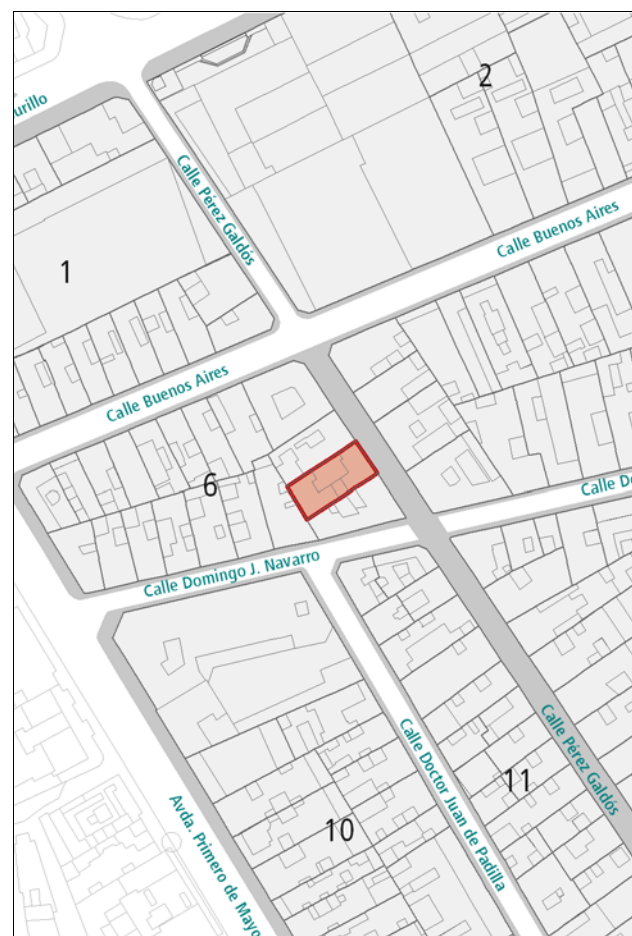 2
urillo
Calle Pérez Galdós
Calle Buenos Aires
1
Calle Buenos Aires
6
Calle Do
Calle Domingo J. Navarro
Calle Pérez Galdós
Calle Doctor Juan de Padilla
11
Avda. Primero de Mayo
10